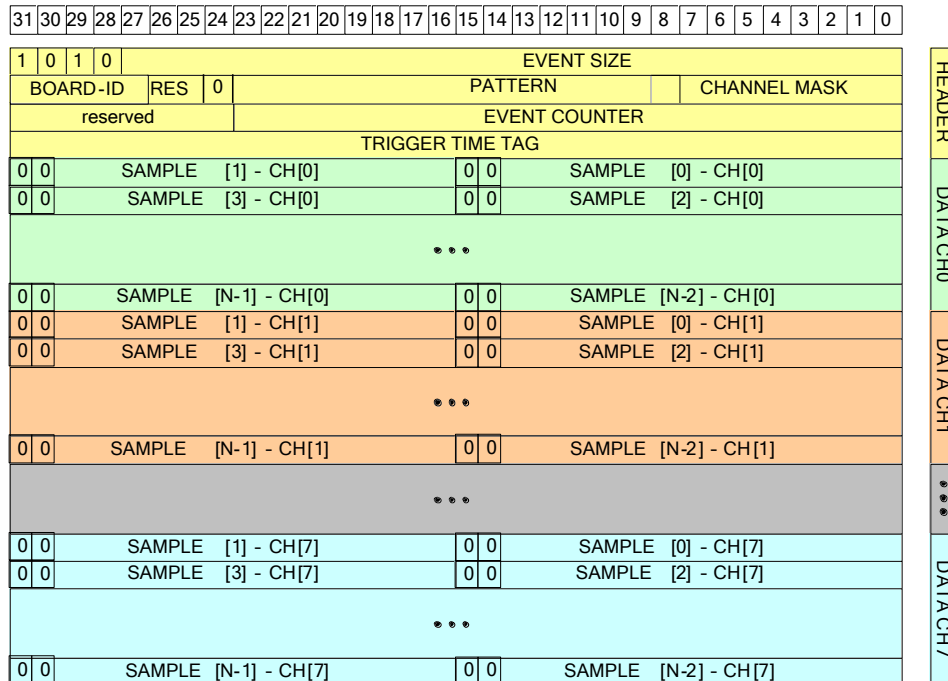 31 30 29 28 27 26 25 24 23 22 21 20 19 18 17 16 15 14 13 12 11 10 9 8 7 6 5 4 3 2 1 0
1 0 1 0 EVENT SIZE
BOARD-ID RES 0 PATTERN CHANNEL MASK
reserved EVENT COUNTER
TRIGGER TIME TAG
HEADER
0 0 SAMPLE [1] - CH[0] 0 0 SAMPLE [0] - CH[0]
0 0 SAMPLE [3] - CH[0] 0 0 SAMPLE [2] - CH[0]
...
0 0 SAMPLE [N-1] - CH[0] 0 0 SAMPLE [N-2] - CH[0]
DATA CH0
0 0 SAMPLE [1] - CH[1] 0 0 SAMPLE [0] - CH[1]
0 0 SAMPLE [3] - CH[1] 0 0 SAMPLE [2] - CH[1]
...
0 0 SAMPLE [N-1] - CH[1] 0 0 SAMPLE [N-2] - CH[1]
DATA CH1
...
...
0 0 SAMPLE [1] - CH[7] 0 0 SAMPLE [0] - CH[7]
0 0 SAMPLE [3] - CH[7] 0 0 SAMPLE [2] - CH[7]
...
0 0 SAMPLE [N-1] - CH[7] 0 0 SAMPLE [N-2] - CH[7]
DATA CH7